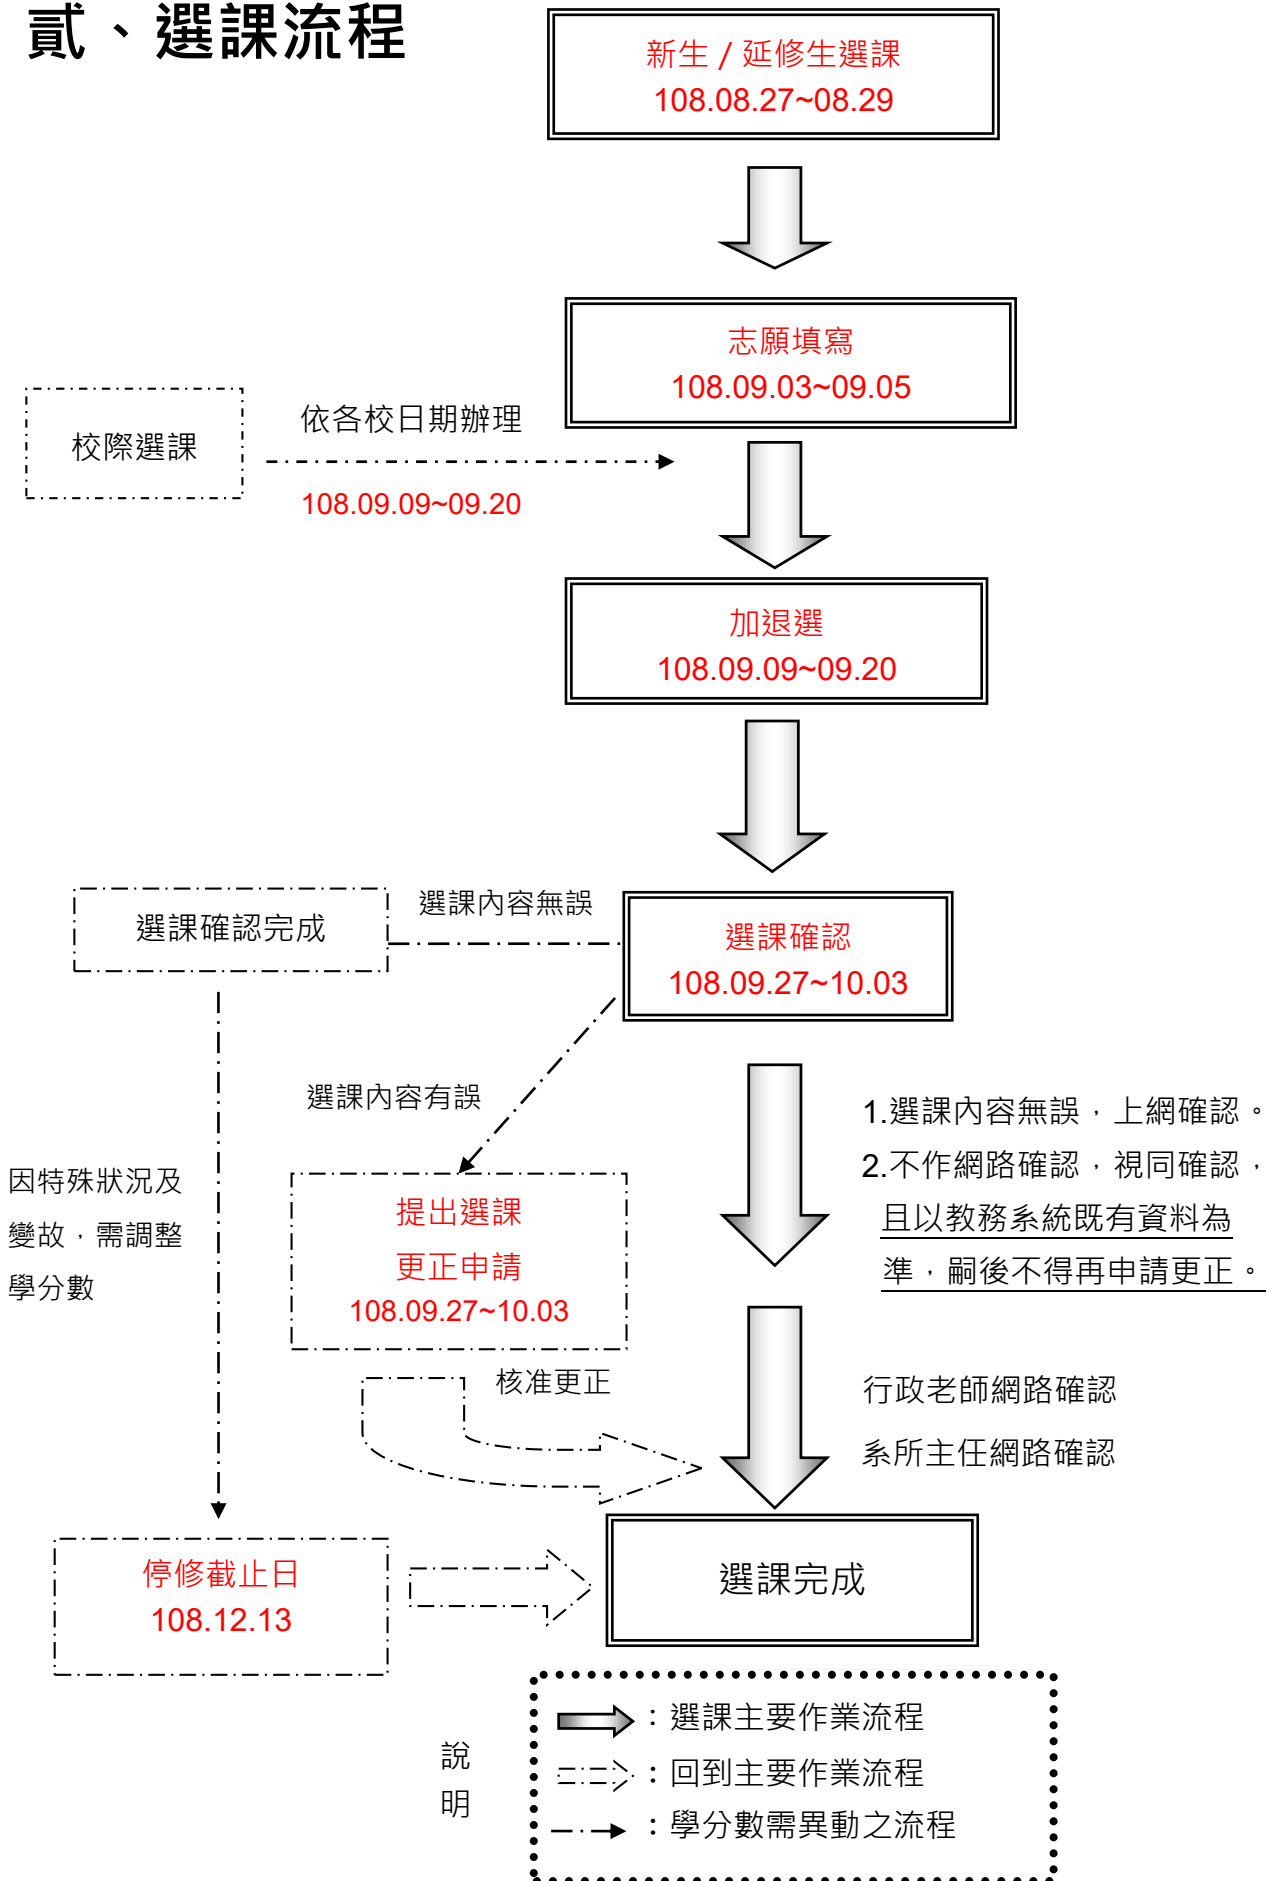 貳、選課流程
新生 / 延修生選課
108.08.27~08.29
志願填寫
108.09.03~09.05
校際選課
依各校日期辦理
108.09.09~09.20
加退選
108.09.09~09.20
選課確認完成
選課內容無誤
選課確認
108.09.27~10.03
選課內容有誤
1.選課內容無誤，上網確認。
2.不作網路確認，視同確認，
且以教務系統既有資料為
準，嗣後不得再申請更正。
因特殊狀況及
變故，需調整
學分數
提出選課
更正申請
108.09.27~10.03
核准更正
行政老師網路確認
系所主任網路確認
停修截止日
108.12.13
選課完成
說
明
：選課主要作業流程
：回到主要作業流程
：學分數需異動之流程